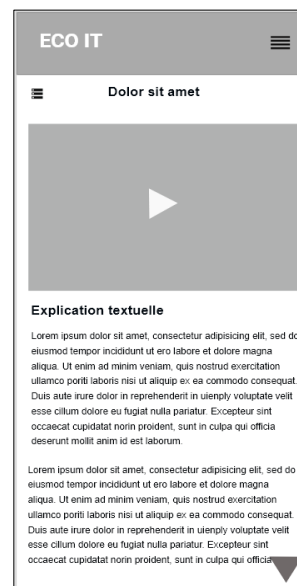 ECO IT
Dolor sit amet
Explication textuelle
Lorem ipsum dolor sit amet, consectetur adipisicing elit, sed do
eiusmod tempor incididunt ut ero labore et dolore magna
aliqua. Ut enim ad minim veniam, quis nostrud exercitation
ullamco poriti laboris nisi ut aliquip ex ea commodo consequat.
Duis aute irure dolor in reprehenderit in uienply voluptate velit
esse cillum dolore eu fugiat nulla pariatur. Excepteur sint
occaecat cupidatat norin proident, sunt in culpa qui officia
deserunt mollit anim id est laborum.
Lorem ipsum dolor sit amet, consectetur adipisicing elit, sed do
eiusmod tempor incididunt ut ero labore et dolore magna
aliqua. Ut enim ad minim veniam, quis nostrud exercitation
ullamco poriti laboris nisi ut aliquip ex ea commodo consequat.
Duis aute irure dolor in reprehenderit in uienply voluptate velit
esse cillum dolore eu fugiat nulla pariatur. Excepteur sint
occaecat cupidatat norin proident, sunt in culpa qui officia